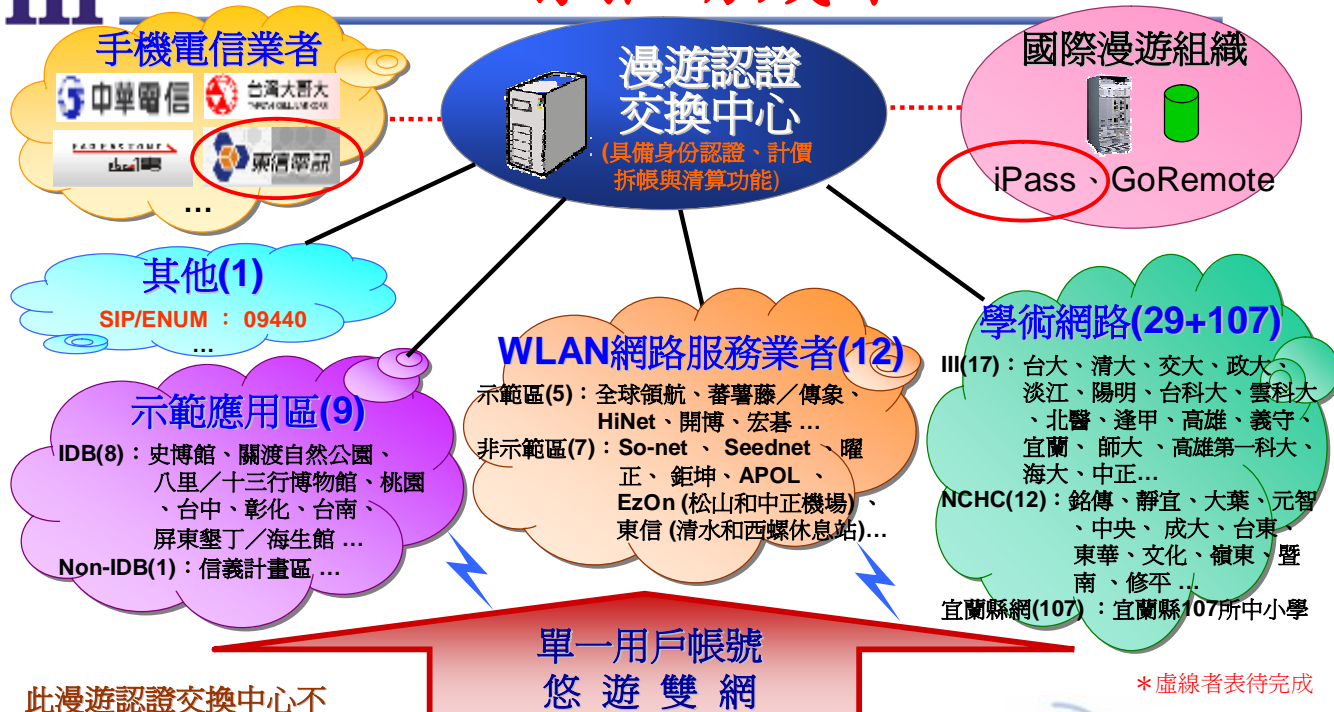 手機電信業者
中華電信
台灣大哥大
東信電訊
…
漫遊認證
交換中心
(具備身份認證、計價
拆帳與清算功能)
國際漫遊組織
iPass、GoRemote
其他(1)
SIP/ENUM : 09440
…
示範應用區(9)
IDB(8)：史博館、關渡自然公園、
八里／十三行博物館、桃園
、台中、彰化、台南、
屏東墾丁／海生館 …
Non-IDB(1)：信義計畫區 …
WLAN網路服務業者(12)
示範區(5)：全球領航、蕃薯藤／傳象、
HiNet、開博、宏碁 …
非示範區(7)：So-net 、 Seednet 、曜
正、 鉅坤、APOL 、
EzOn (松山和中正機場) 、
東信 (清水和西螺休息站)…
學術網路(29+107)
III(17)：台大、清大、交大、政大、
淡江、陽明、台科大、雲科大
、北醫、逢甲、高雄、義守、
宜蘭、 師大 、高雄第一科大、
海大、中正…
NCHC(12)：銘傳、靜宜、大葉、元智
、中央、 成大、台東、
東華、文化、嶺東、暨
南 、修平 …
宜蘭縣網(107) ：宜蘭縣107所中小學
單一用戶帳號
悠 遊 雙 網
此漫遊認證交換中心不
＊虛線者表待完成